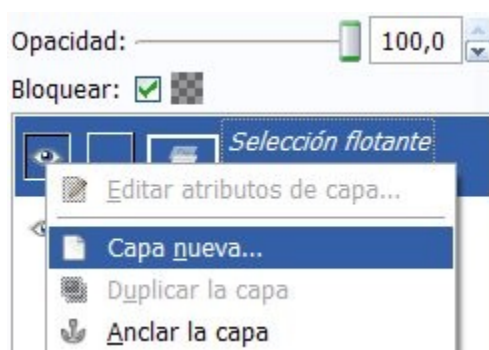 Opacidad: 100,0
Bloquear:
Selección flotante
Editar atributos de capa...
Capa nueva...
Duplicar la capa
Anclar la capa